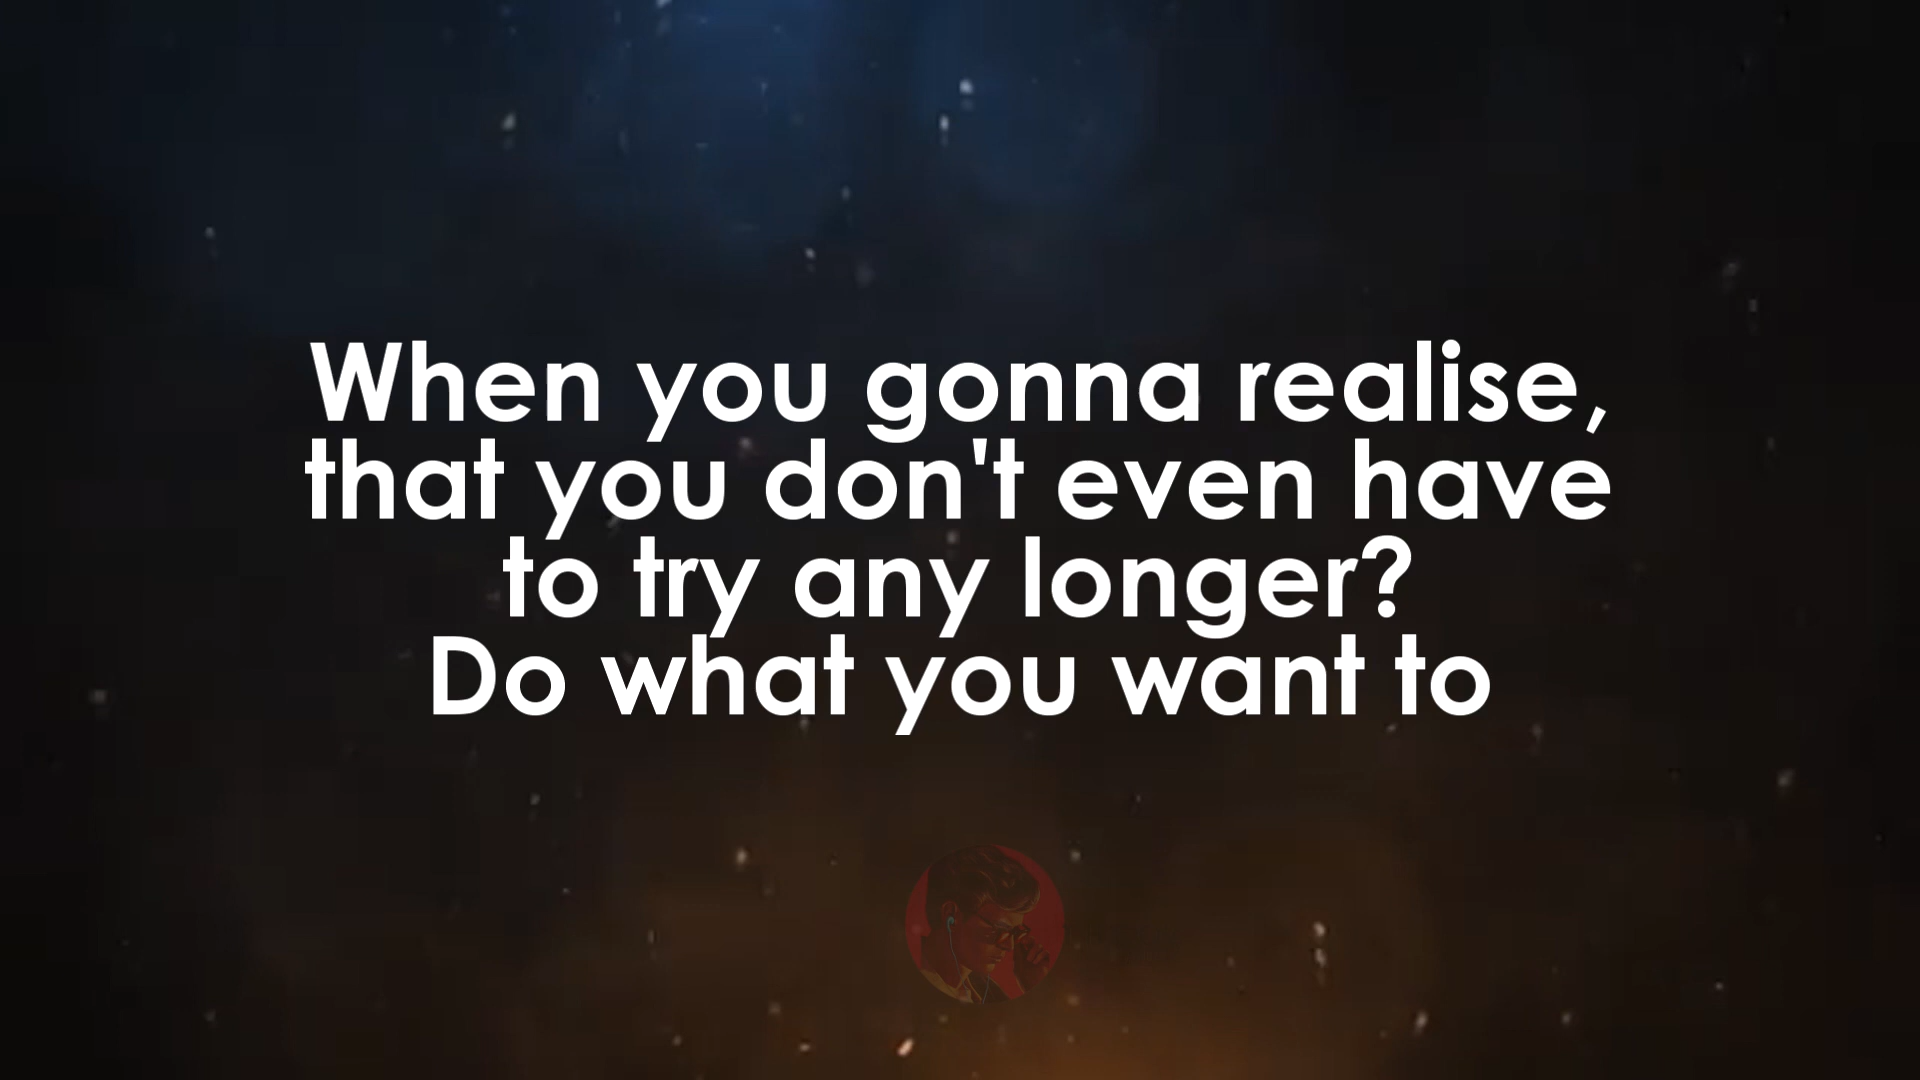 When you gonna realise,
that you don't even have
to try any longer?
Do what you want to